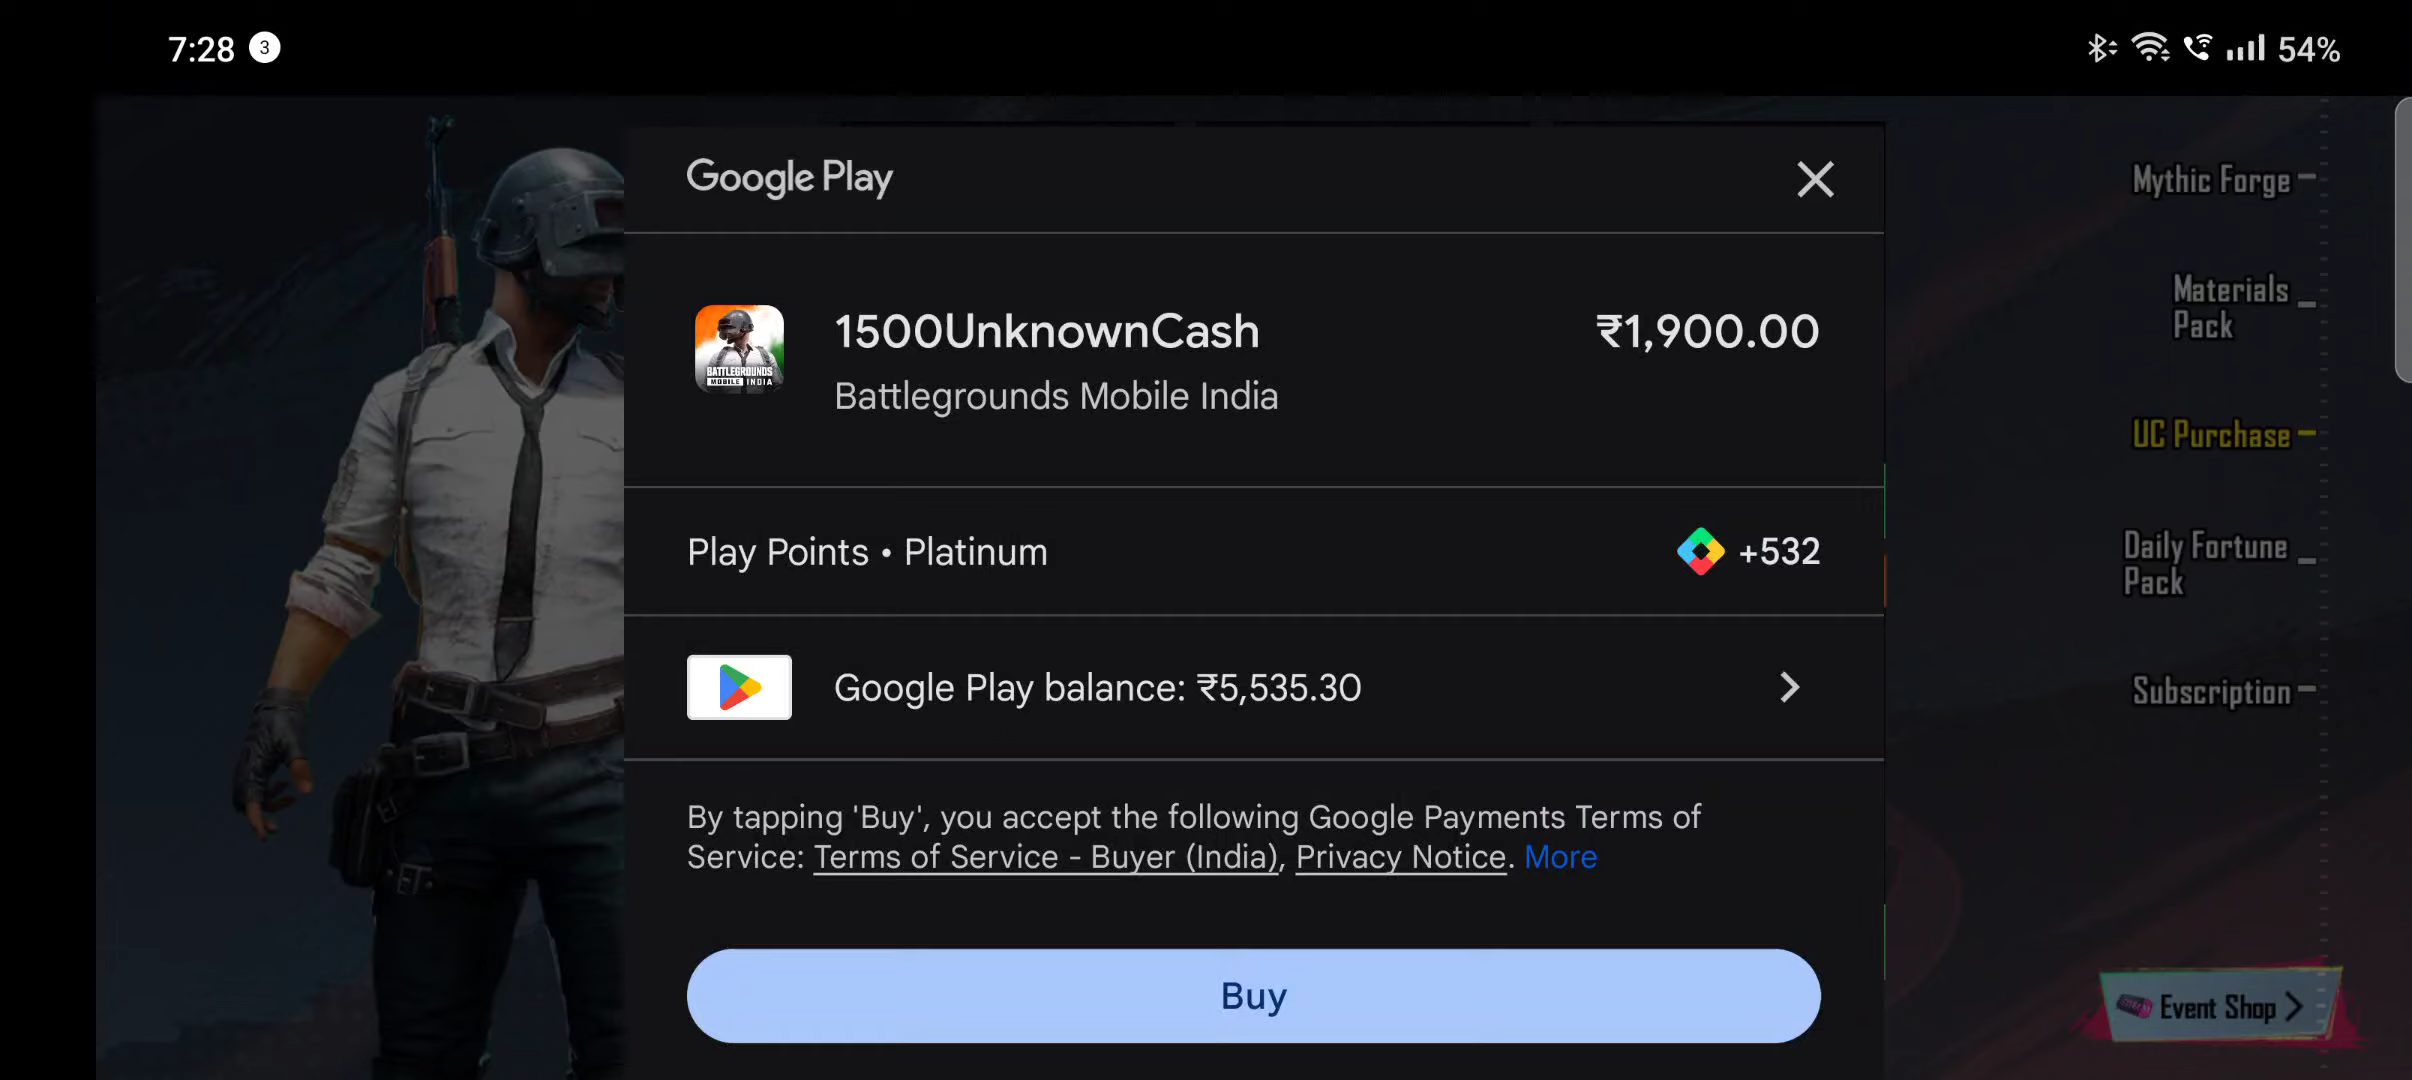 7:28 3
54%
Google Play
1500UnknownCash
₹1,900.00
BATTLEGROUNDS
MOBILE INDIA
Battlegrounds Mobile India
Play Points • Platinum
+532
Google Play balance: ₹5,535.30
By tapping 'Buy', you accept the following Google Payments Terms of
Service: Terms of Service - Buyer (India), Privacy Notice. More
Buy
Mythic Forge
Materials
Pack
UC Purchase
Daily Fortune
Pack
Subscription
Event Shop